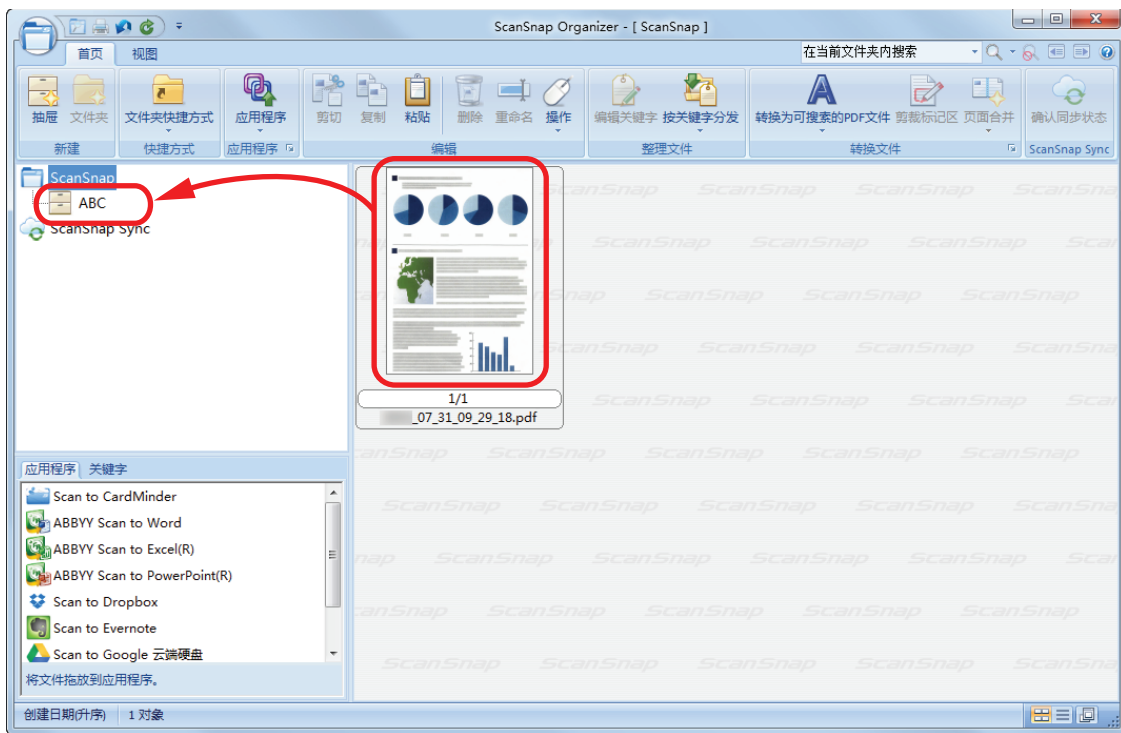 ScanSnap Organizer - [ ScanSnap ]
首页 视图
在当前文件夹内搜索
抽屉 文件夹 文件夹快捷方式 应用程序 剪切 复制 粘贴 删除 重命名 操作 编辑关键字 按关键字分发 转换为可搜索的PDF文件 剪裁标记区 页面合并 确认同步状态
新建 快捷方式 应用程序 编辑 整理文件 转换文件 ScanSnap Sync
ScanSnap
ABC
ScanSnap Sync
1/1
_07_31_09_29_18.pdf
应用程序 关键字
Scan to CardMinder
ABBYY Scan to Word
ABBYY Scan to Excel(R)
ABBYY Scan to PowerPoint(R)
Scan to Dropbox
Scan to Evernote
Scan to Google 云端硬盘
将文件拖放到应用程序。
创建日期(升序) 1 对象